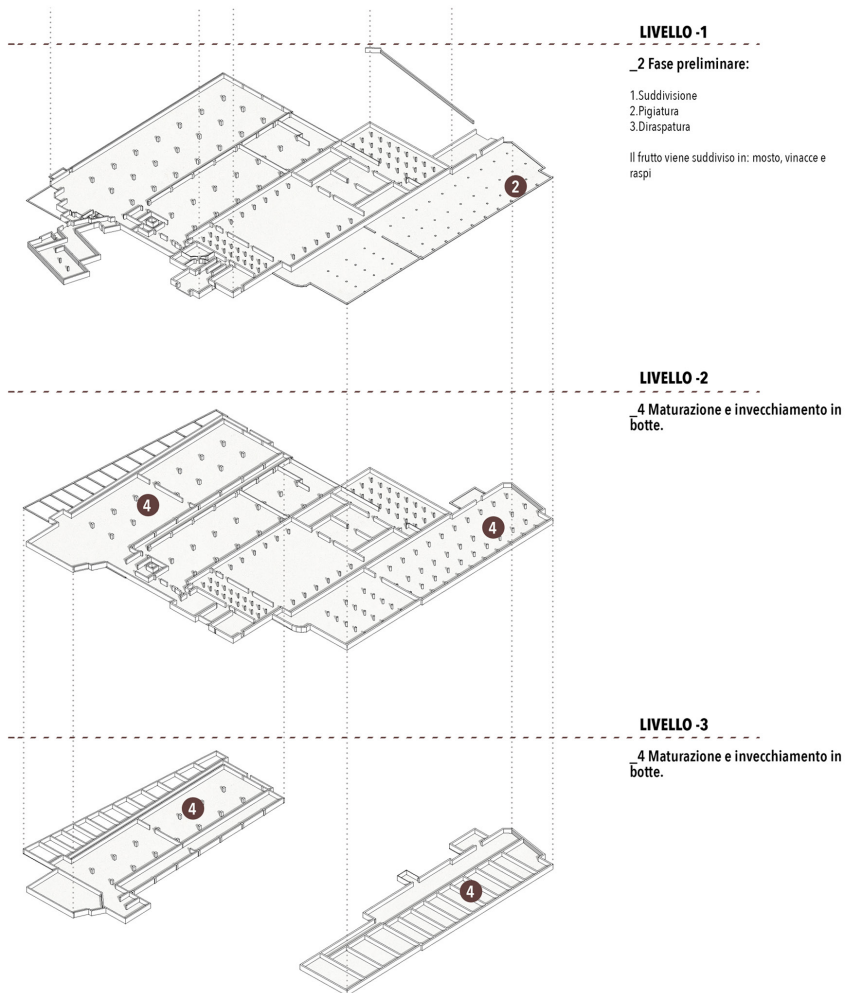 LIVELLO -1
_2 Fase preliminare:
1.Suddivisione
2.Pigiatura
3.Diraspatura
Il frutto viene suddiviso in: mosto, vinacce e
raspi
2
LIVELLO -2
_4 Maturazione e invecchiamento in
botte.
4
4
LIVELLO -3
_4 Maturazione e invecchiamento in
botte.
4
4